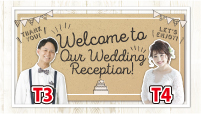 THANK YOU!
LET'S ENJOY!
Welcome to
Our Wedding
Reception!
T3
T4